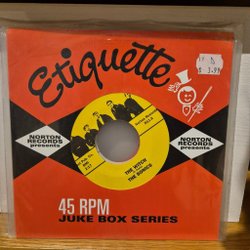 Etiquette
$ 3.99
NORTON RECORDS presents
NORTON RECORDS presents
THE WITCH
THE SONICS
45 RPM
JUKE BOX SERIES